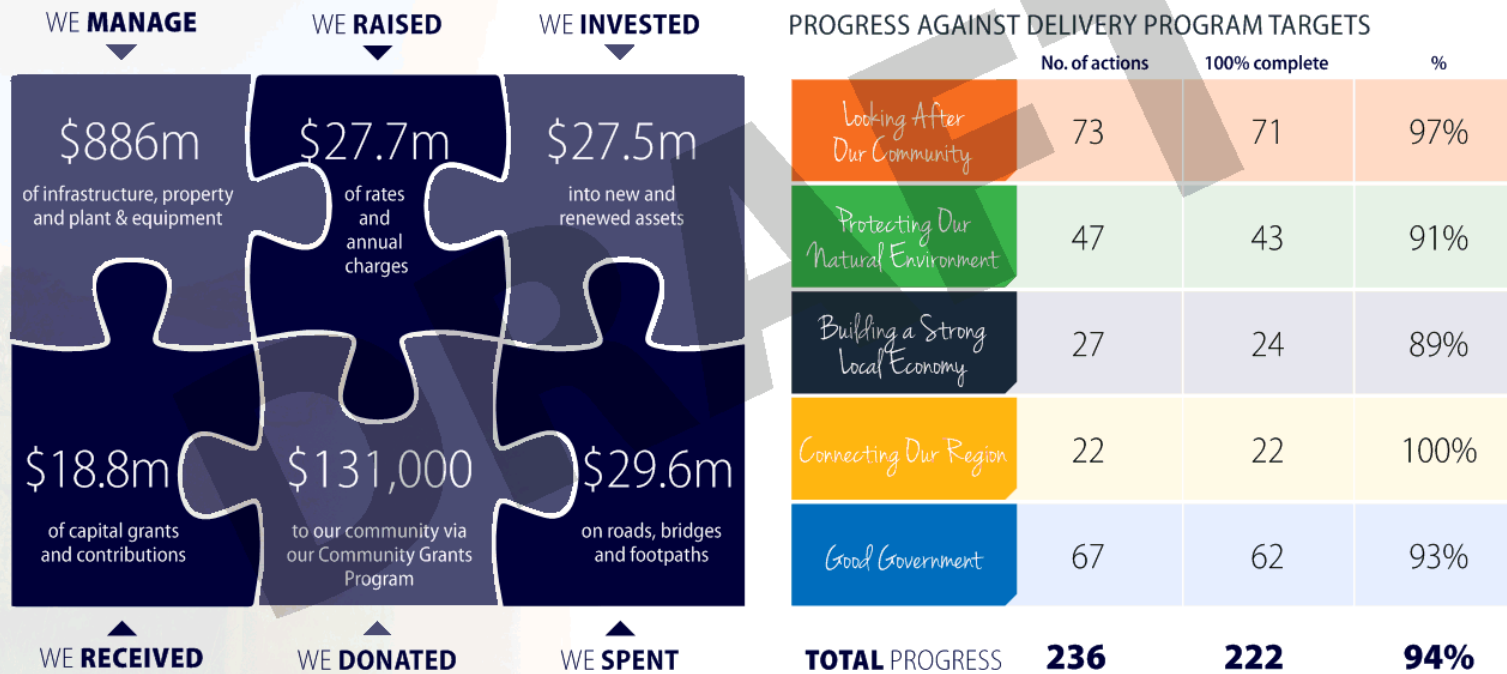 WE MANAGE
WE RAISED
WE INVESTED
$886m
of infrastructure, property
and plant & equipment
$27.7m
of rates
and
annual
charges
$27.5m
into new and
renewed assets
$18.8m
of capital grants
and contributions
$131,000
to our community via
our Community Grants
Program
$29.6m
on roads, bridges
and footpaths
WE RECEIVED
WE DONATED
WE SPENT
PROGRESS AGAINST DELIVERY PROGRAM TARGETS
No. of actions 100% complete %
Looking After
Our Community
73 71 97%
Protecting Our
Natural Environment
47 43 91%
Building a Strong
Local Economy
27 24 89%
Connecting Our Region
22 22 100%
Good Government
67 62 93%
TOTAL PROGRESS 236 222 94%
DRAFT